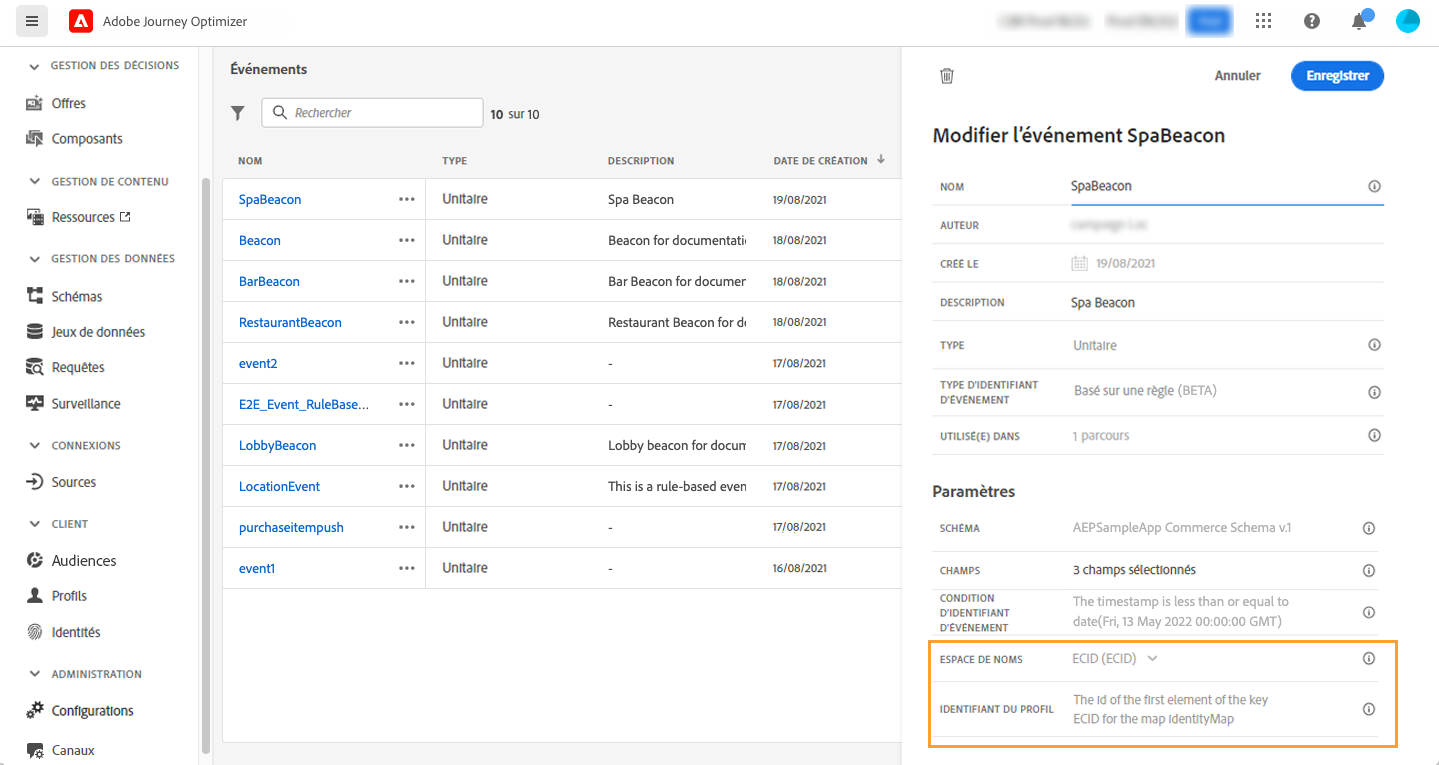 Adobe Journey Optimizer
GESTION DES DÉCISIONS
Offres
Composants
GESTION DE CONTENU
Ressources
GESTION DES DONNÉES
Schémas
Jeux de données
Requêtes
Surveillance
CONNEXIONS
Sources
CLIENT
Audiences
Profils
Identités
ADMINISTRATION
Configurations
Canaux
Événements
Rechercher
10 sur 10
NOM TYPE DESCRIPTION DATE DE CRÉATION
SpaBeacon Unitaire Spa Beacon 19/08/2021
Beacon Unitaire Beacon for documentati 18/08/2021
BarBeacon Unitaire Bar Beacon for documer 18/08/2021
RestaurantBeacon Unitaire Restaurant Beacon for d 18/08/2021
event2 Unitaire - 17/08/2021
E2E_Event_RuleBase... Unitaire - 17/08/2021
LobbyBeacon Unitaire Lobby beacon for docum 17/08/2021
LocationEvent Unitaire This is a rule-based even 17/08/2021
purchaseitempush Unitaire - 17/08/2021
event1 Unitaire - 16/08/2021
Annuler
Enregistrer
Modifier l'événement SpaBeacon
NOM SpaBeacon
AUTEUR
CRÉÉ LE 19/08/2021
DESCRIPTION Spa Beacon
TYPE Unitaire
TYPE D'IDENTIFIANT
D'ÉVÉNEMENT
Basé sur une règle (BETA)
UTILISÉ(E) DANS 1 parcours
Paramètres
SCHÉMA AEPSampleApp Commerce Schema v.1
CHAMPS 3 champs sélectionnés
CONDITION
D'IDENTIFIANT
D'ÉVÉNEMENT
The timestamp is less than or equal to
date(Fri, 13 May 2022 00:00:00 GMT)
ESPACE DE NOMS ECID (ECID)
IDENTIFIANT DU PROFIL
The id of the first element of the key
ECID for the map identityMap